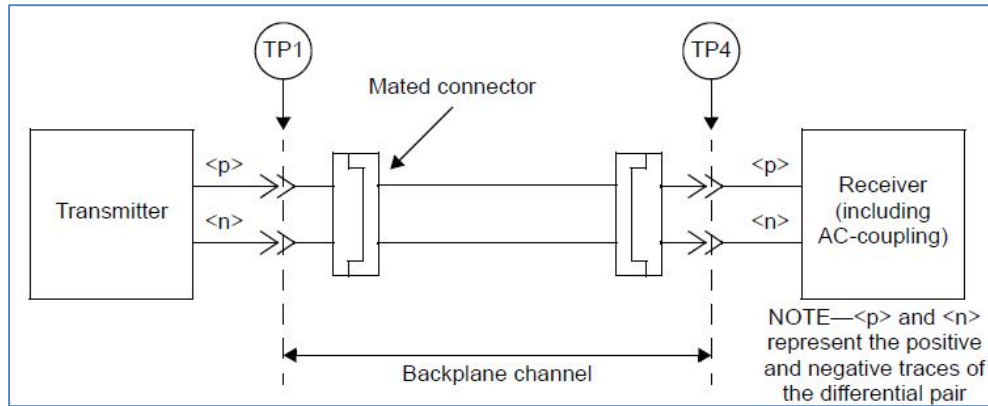 TP1
TP4
Mated connector
<p>
<p>
Transmitter
<n>
<n>
Receiver
(including
AC-coupling)
Backplane channel
NOTE—<p> and <n>
represent the positive
and negative traces of
the differential pair